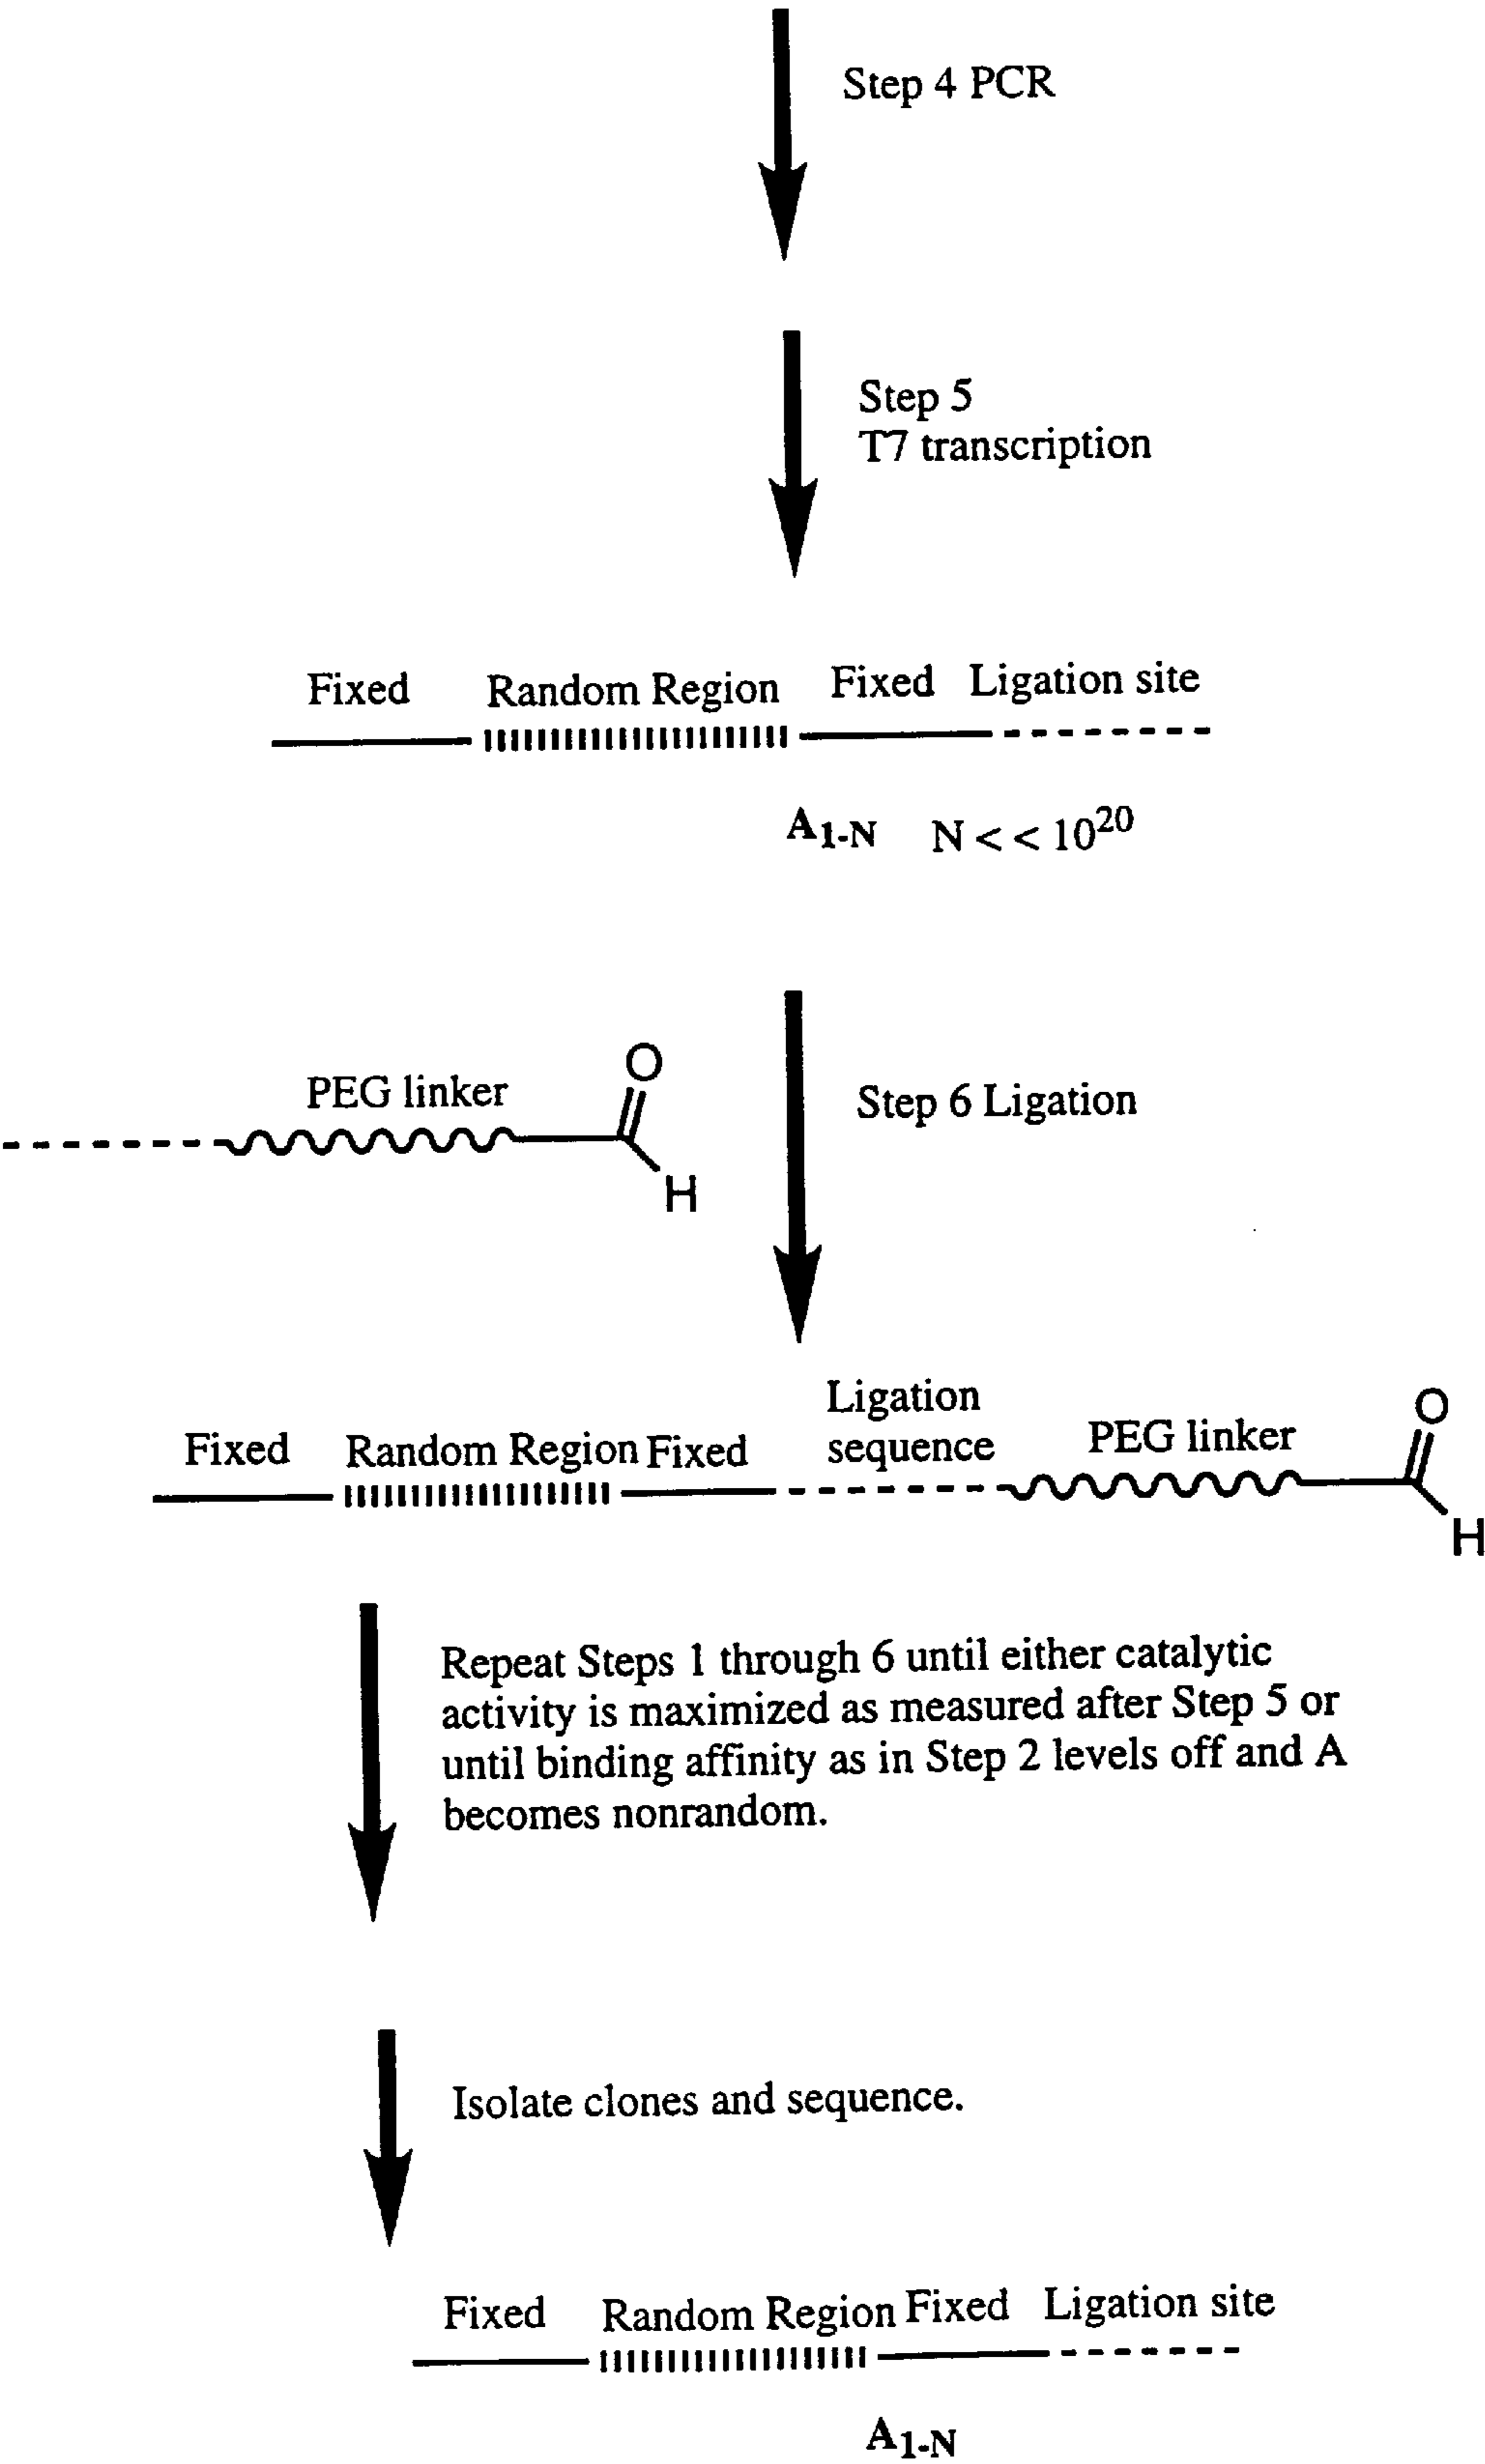 Step 4 PCR
Step 5
T7 transcription
Fixed Random Region Fixed Ligation site
A1-N N < < 10^20
PEG linker
O
H
Step 6 Ligation
Ligation
sequence
Fixed Random Region Fixed PEG linker
O
H
Repeat Steps 1 through 6 until either catalytic
activity is maximized as measured after Step 5 or
until binding affinity as in Step 2 levels off and A
becomes nonrandom.
Isolate clones and sequence.
Fixed Random Region Fixed Ligation site
A1-N